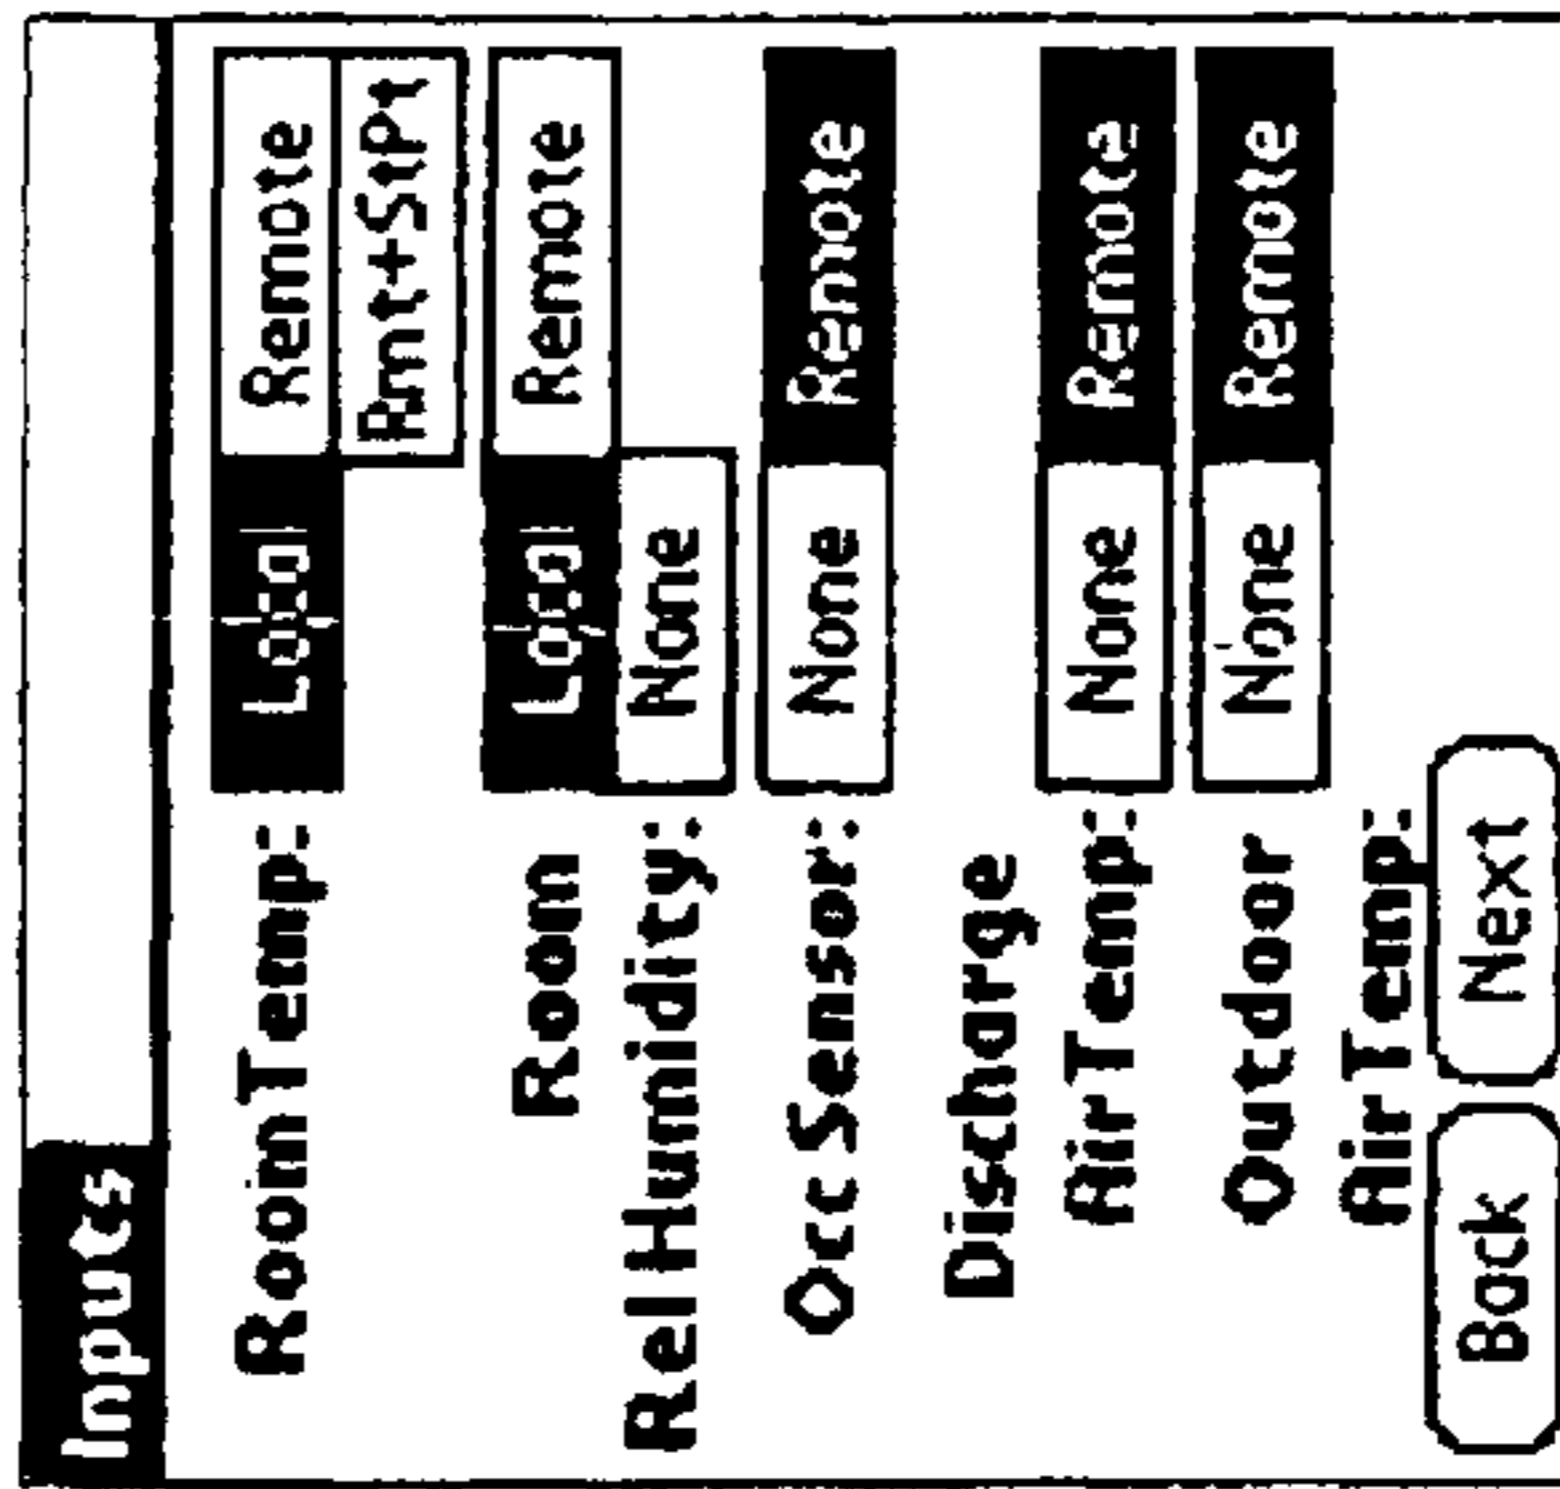 Inputs
Room Temp: Local Remote
Rmt+StPt
Room Local Remote
Rel Humidity: None
Occ Sensor: None Remote
Discharge
Air Temp: None Remote
Outdoor None Remote
Air Temp:
Back Next